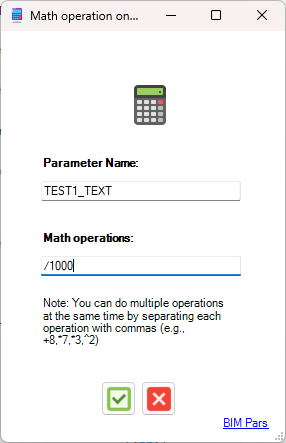 Math operation on...
Parameter Name:
TEST1_TEXT
Math operations:
/1000
Note: You can do multiple operations
at the same time by separating each
operation with commas (e.g.,
+8,*7,*3,^2)
BIM Pars